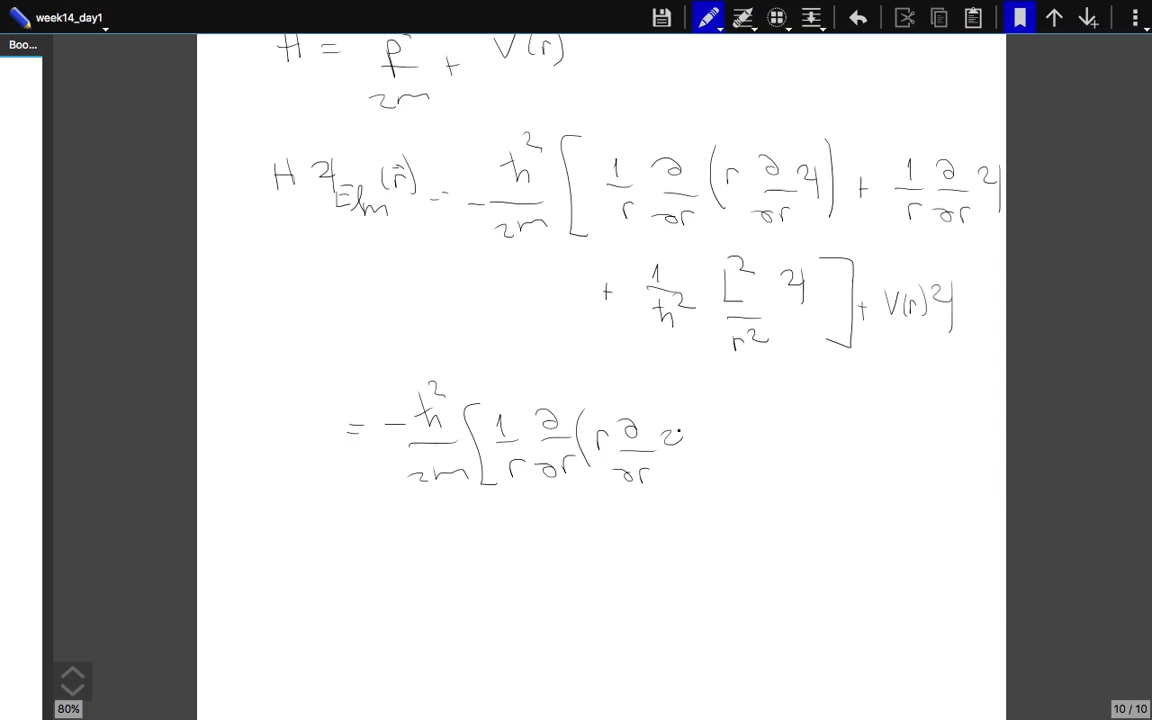 week14_day1
Boo...
H = p²/2m + V(r)
H ψ_Elm(r⃗) = -ħ²/2m [ 1/r ∂/∂r (r ∂/∂r ψ) + 1/r ∂/∂r ψ
+ 1/ħ² L²/r² ψ ] + V(r)ψ
= -ħ²/2m [ 1/r ∂/∂r (r ∂/∂r
80%
10 / 10